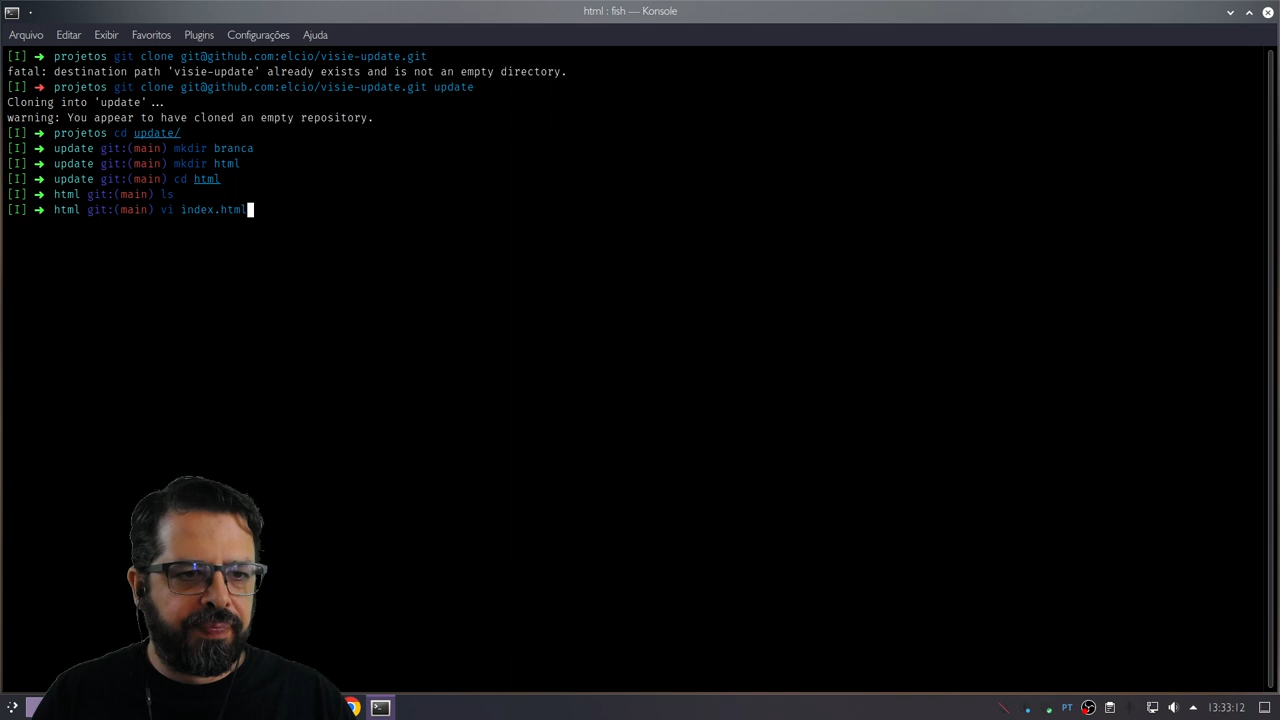 html : fish — Konsole
Arquivo Editar Exibir Favoritos Plugins Configurações Ajuda
[I] ➜ projetos git clone git@github.com:elcio/visie-update.git
fatal: destination path 'visie-update' already exists and is not an empty directory.
[I] ➜ projetos git clone git@github.com:elcio/visie-update.git update
Cloning into 'update'...
warning: You appear to have cloned an empty repository.
[I] ➜ projetos cd update/
[I] ➜ update git:(main) mkdir branca
[I] ➜ update git:(main) mkdir html
[I] ➜ update git:(main) cd html
[I] ➜ html git:(main) ls
[I] ➜ html git:(main) vi index.html
PT 13:33:12